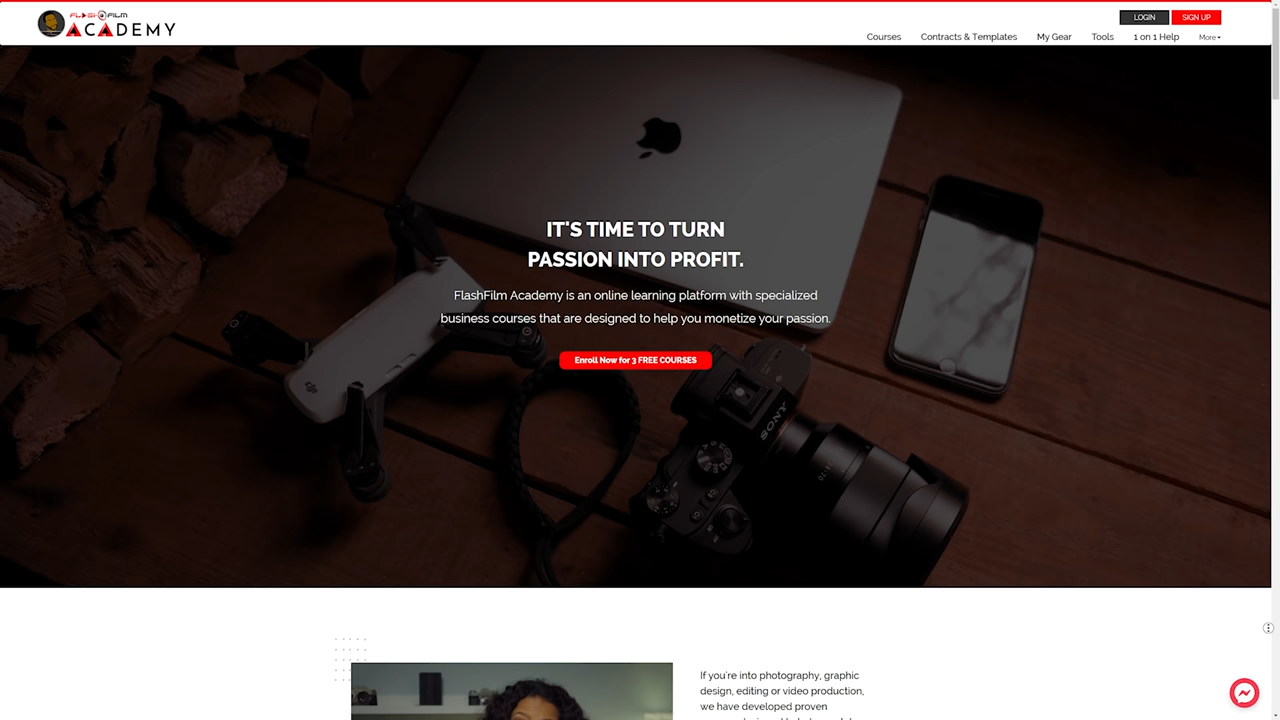 FLASH FILM
ACADEMY
LOGIN
SIGN UP
Courses
Contracts & Templates
My Gear
Tools
1 on 1 Help
More
IT'S TIME TO TURN
PASSION INTO PROFIT.
FlashFilm Academy is an online learning platform with specialized
business courses that are designed to help you monetize your passion.
Enroll Now for 3 FREE COURSES
SONY
dji
If you're into photography, graphic
design, editing or video production,
we have developed proven